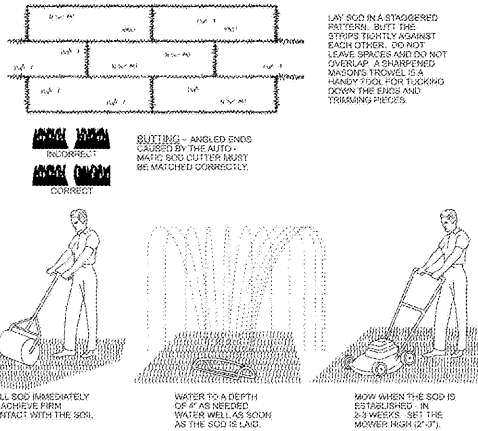 LAY SOD IN A STAGGERED
PATTERN. BUTT THE
STRIPS TIGHTLY AGAINST
EACH OTHER. DO NOT
LEAVE SPACES AND DO NOT
OVERLAP. A SHARPENED
MASON'S TROWEL IS A
HANDY TOOL FOR TUCKING
DOWN THE ENDS AND
TRIMMING PIECES.
INCORRECT
CORRECT
BUTTING - ANGLED ENDS
CAUSED BY THE AUTO-
MATIC SOD CUTTER MUST
BE MATCHED CORRECTLY.
LL SOD IMMEDIATELY
ACHIEVE FIRM
NTACT WITH THE SOIL.
WATER TO A DEPTH
OF 4" AS NEEDED
WATER WELL AS SOON
AS THE SOD IS LAID.
MOW WHEN THE SOD IS
ESTABLISHED - IN
2-3 WEEKS. SET THE
MOWER HIGH (2"-3").